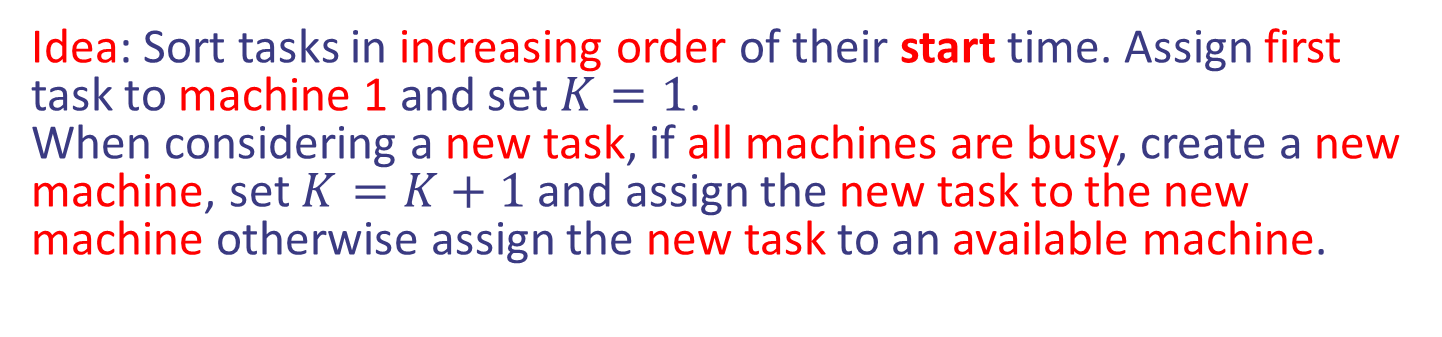 Idea: Sort tasks in increasing order of their start time. Assign first
task to machine 1 and set K = 1.
When considering a new task, if all machines are busy, create a new
machine, set K = K + 1 and assign the new task to the new
machine otherwise assign the new task to an available machine.